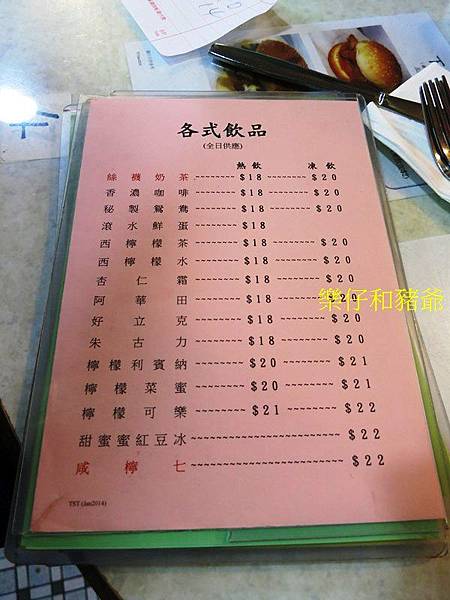 各式飲品
(全日供應)
熱飲 凍飲
絲襪奶茶 -------- $18 -------- $20
香濃咖啡 -------- $18 -------- $20
秘製鴛鴦 -------- $18 -------- $20
滾水鮮蛋 -------- $18
西檸檬茶 -------- $18 -------- $20
西檸檬水 -------- $18 -------- $20
杏仁霜 -------- $18 -------- $20
阿華田 -------- $18 -------- $20
好立克 -------- $18 -------- $20
朱古力 -------- $18 -------- $20
檸檬利賓納 -------- $20 -------- $21
檸檬菜蜜 -------- $20 ~~~~~~~~ $21
檸檬可樂 ~~~~~~~~ $21 ~~~~~~~~ $22
甜蜜蜜紅豆冰 ~~~~~~~~~~~~~~~~~~~~~~~~ $22
咸檸七 ~~~~~~~~~~~~~~~~~~~~~~~~ $22
TST (Jan2014)
樂仔和豬爺